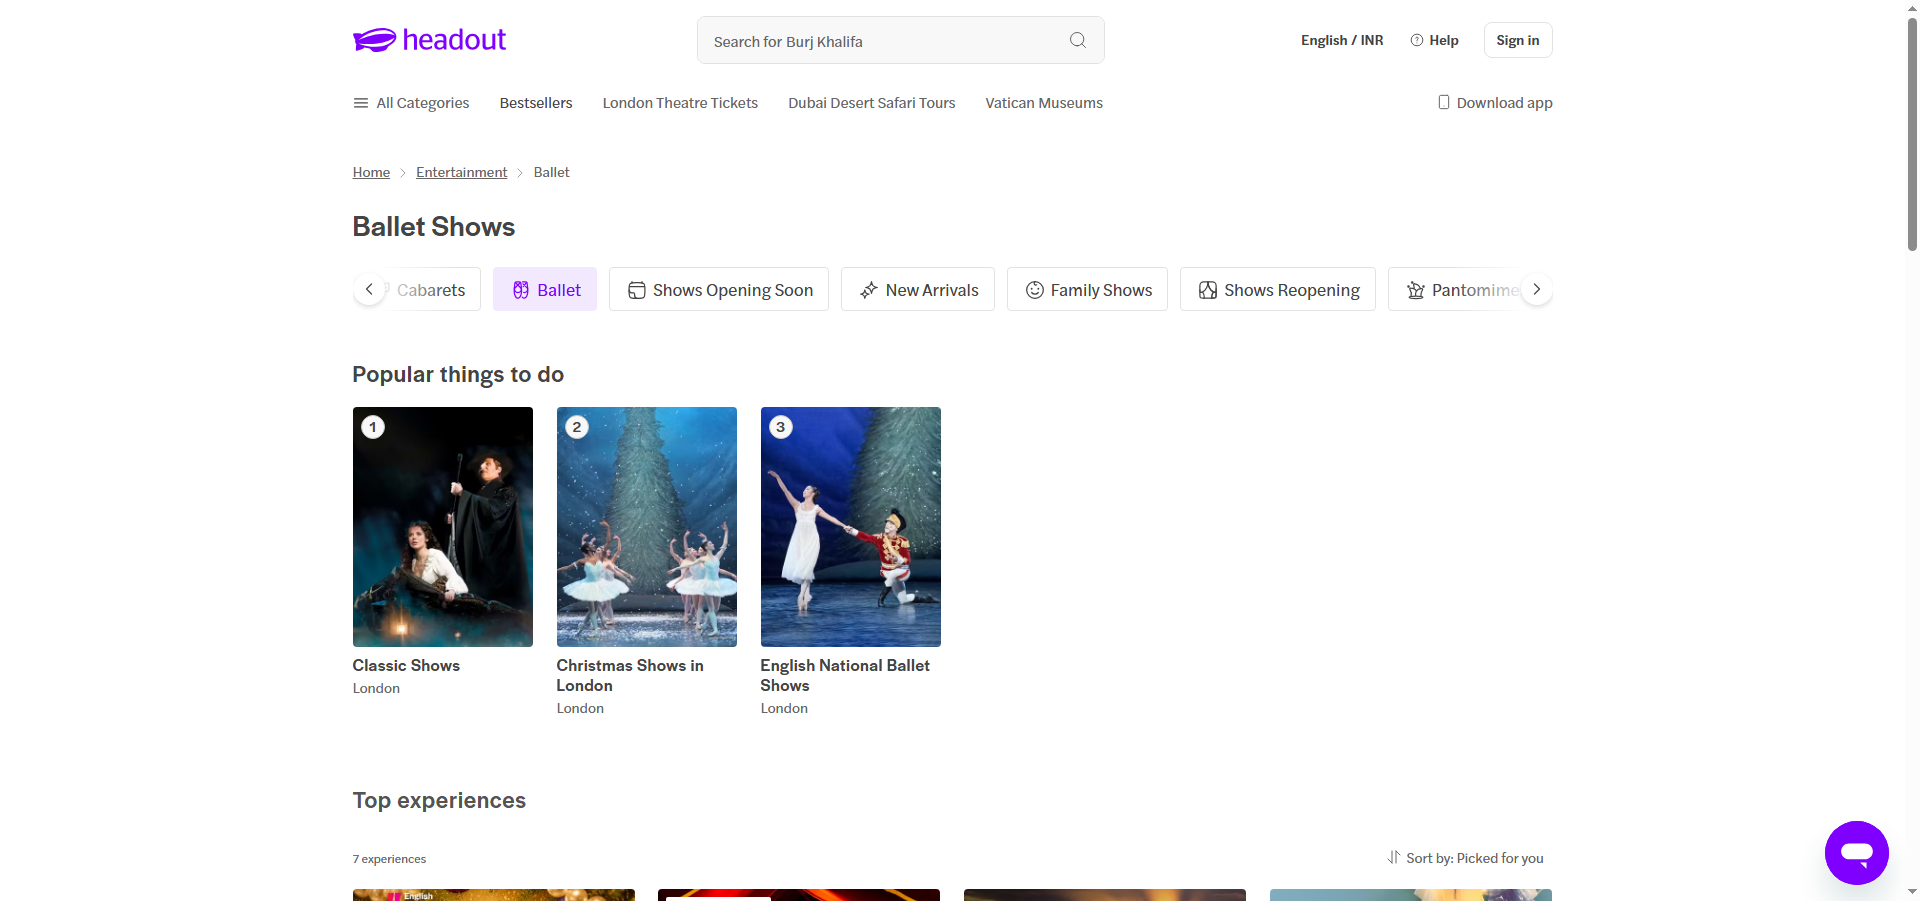 headout
Search for Burj Khalifa
English / INR
Help
Sign in
All Categories
Bestsellers
London Theatre Tickets
Dubai Desert Safari Tours
Vatican Museums
Download app
Home
Entertainment
Ballet
Ballet Shows
Cabarets
Ballet
Shows Opening Soon
New Arrivals
Family Shows
Shows Reopening
Pantomime
Popular things to do
1
2
3
Classic Shows
London
Christmas Shows in
London
London
English National Ballet
Shows
London
Top experiences
7 experiences
Sort by: Picked for you
English